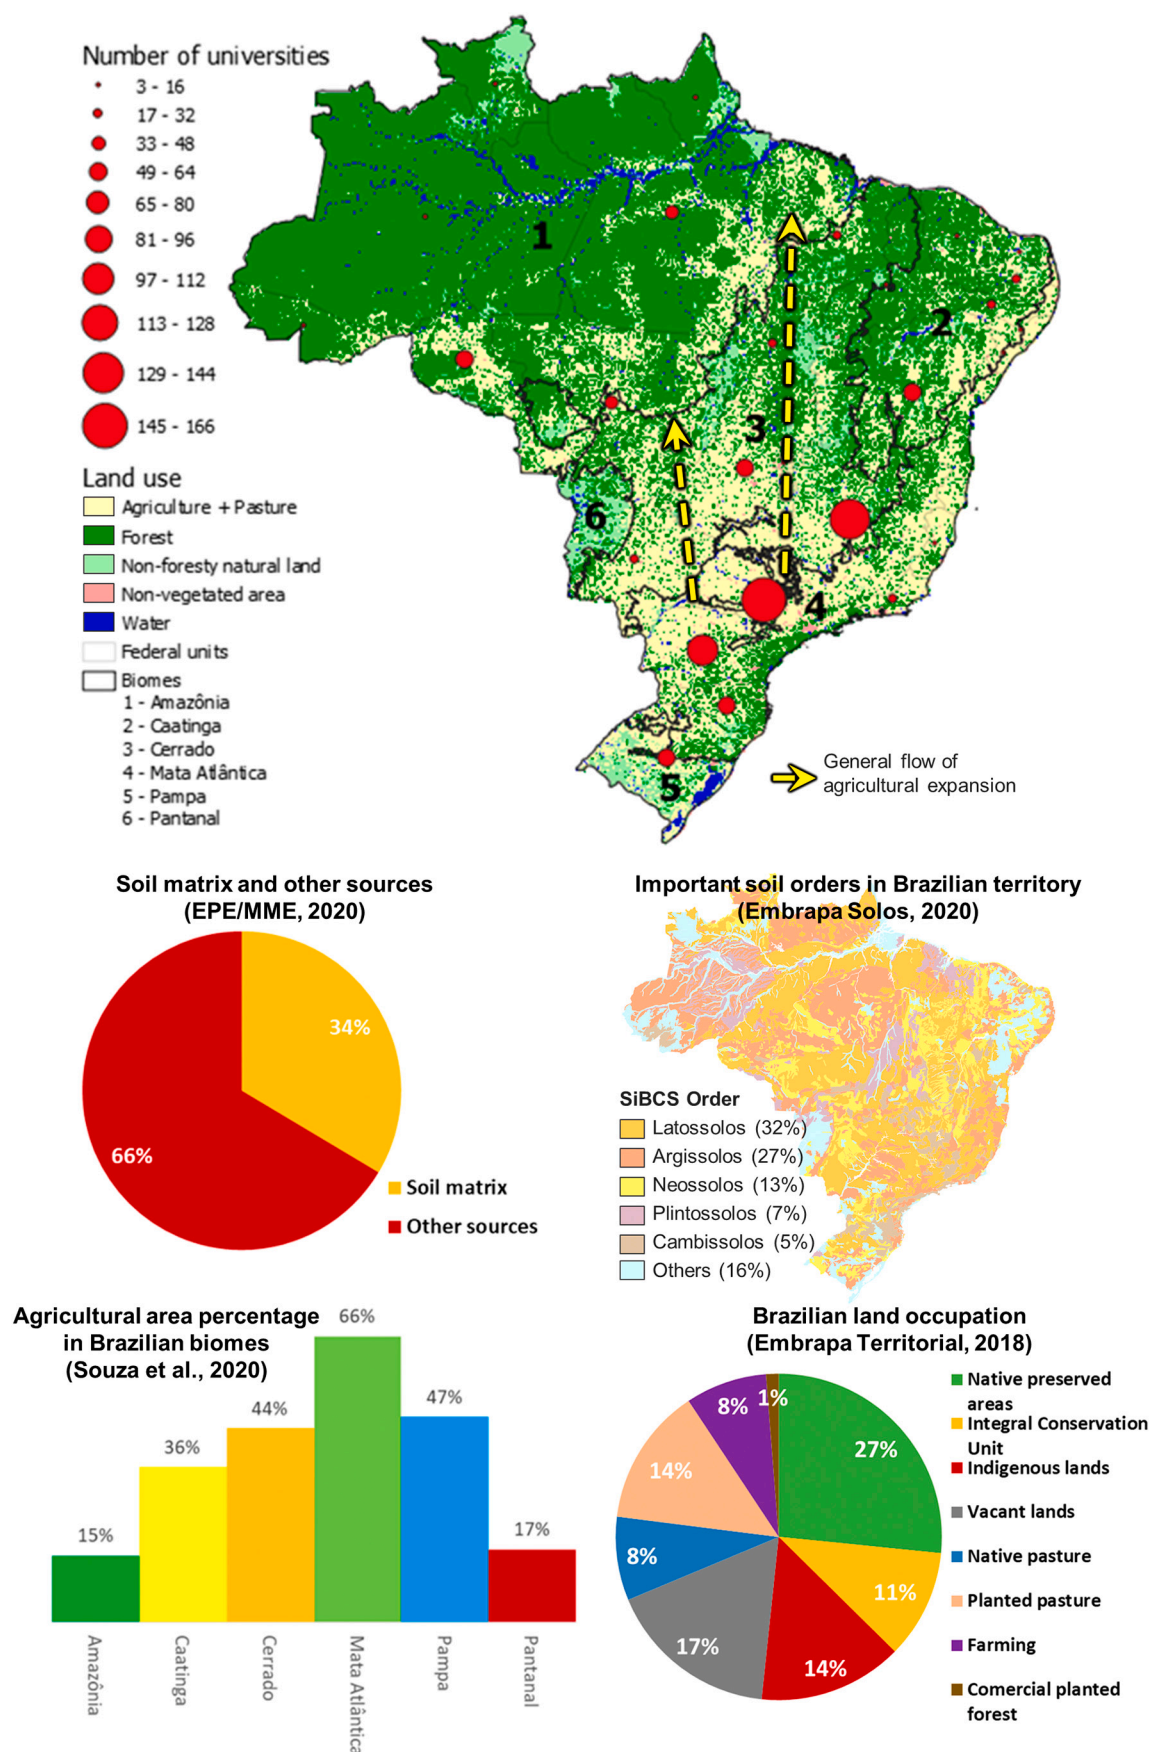 Number of universities
3 - 16
17 - 32
33 - 48
49 - 64
65 - 80
81 - 96
97 - 112
113 - 128
129 - 144
145 - 166
Land use
Agriculture + Pasture
Forest
Non-foresty natural land
Non-vegetated area
Water
Federal units
Biomes
1 - Amazônia
2 - Caatinga
3 - Cerrado
4 - Mata Atlântica
5 - Pampa
6 - Pantanal
1
2
3
6
4
5
General flow of
agricultural expansion
Soil matrix and other sources
(EPE/MME, 2020)
34%
66%
Soil matrix
Other sources
Important soil orders in Brazilian territory
(Embrapa Solos, 2020)
SiBCS Order
Latossolos (32%)
Argissolos (27%)
Neossolos (13%)
Plintossolos (7%)
Cambissolos (5%)
Others (16%)
Agricultural area percentage
in Brazilian biomes
(Souza et al., 2020)
15%
36%
44%
66%
47%
17%
Amazônia
Caatinga
Cerrado
Mata Atlântica
Pampa
Pantanal
Brazilian land occupation
(Embrapa Territorial, 2018)
27%
11%
14%
17%
8%
14%
8%
1%
Native preserved
areas
Integral Conservation
Unit
Indigenous lands
Vacant lands
Native pasture
Planted pasture
Farming
Comercial planted
forest